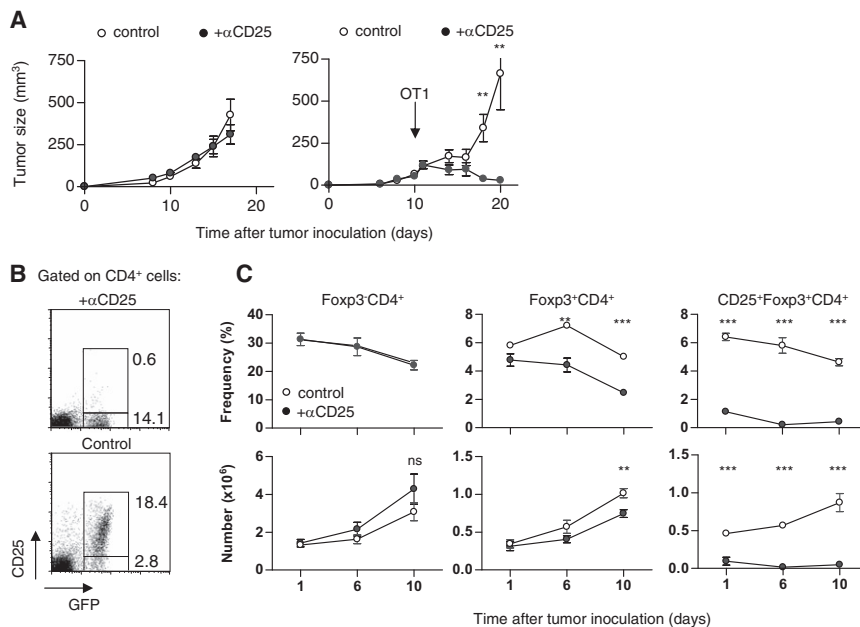 A
control
+αCD25
control
+αCD25
Tumor size (mm³)
750
500
250
0
0
10
20
750
500
250
0
0
10
20
OT1
**
**
Time after tumor inoculation (days)
B
Gated on CD4⁺ cells:
+αCD25
0.6
14.1
Control
18.4
2.8
CD25
GFP
C
Foxp3⁻CD4⁺
Foxp3⁺CD4⁺
CD25⁺Foxp3⁺CD4⁺
Frequency (%)
40
30
20
10
0
control
+αCD25
8
6
4
2
0
**
***
8
6
4
2
0
***
***
***
Number (x10⁶)
6
4
2
0
ns
1
6
10
1.5
1.0
0.5
0.0
**
1
6
10
1.5
1.0
0.5
0.0
***
***
***
1
6
10
Time after tumor inoculation (days)